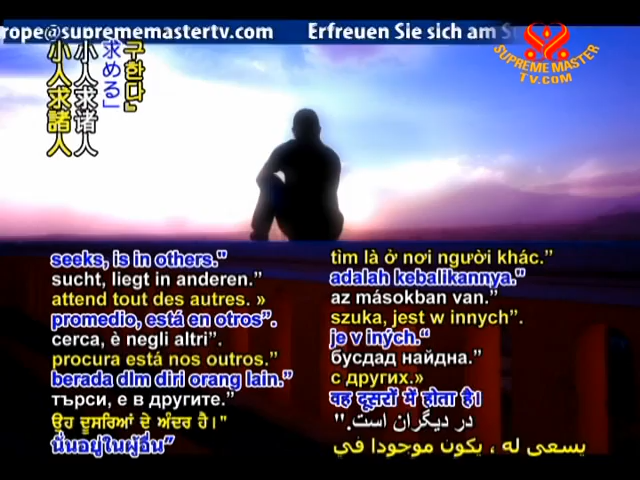 rope@suprememastertv.com
Erfreuen Sie sich am Su
SUPREME MASTER
TV.COM
구한다』
求める」
小人求诸人
小人求諸人
seeks, is in others."
sucht, liegt in anderen.”
attend tout des autres. »
promedio, está en otros”.
cerca, è negli altri”.
procura está nos outros.”
berada dlm diri orang lain.”
търси, е в другите.”
ਉਹ ਦੂਸਰਿਆਂ ਦੇ ਅੰਦਰ ਹੈ।"
นั้นอยู่ในผู้อื่น”
tìm là ở nơi người khác.”
adalah kebalikannya."
az másokban van.”
szuka, jest w innych”.
je v iných.“
бусдад найдна.”
с других.»
वह दूसरों में होता है।
در دیگران است."
يسعى له ، يكون موجودا في